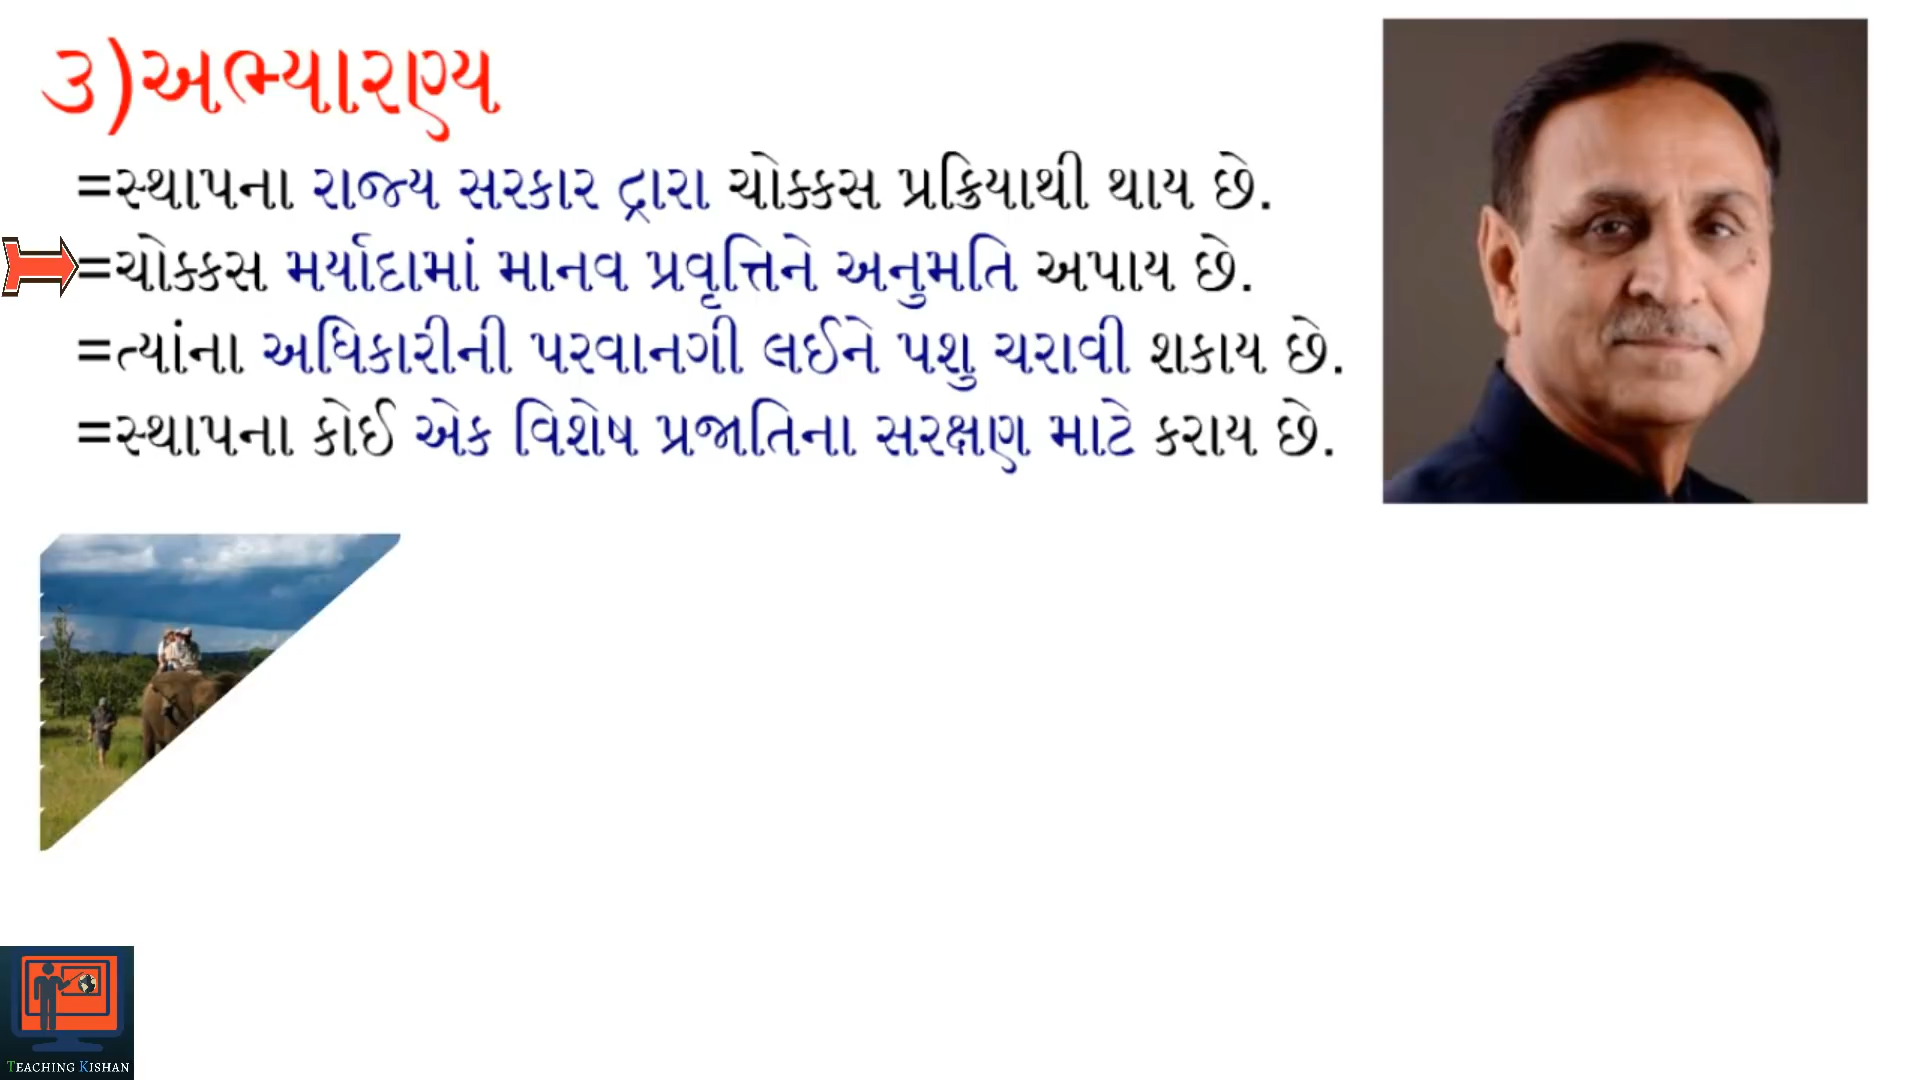 ૩)અભ્યારણ્ય
=સ્થાપના રાજ્ય સરકાર દ્રારા ચોક્કસ પ્રક્રિયાથી થાય છે.
=ચોક્કસ મર્યાદામાં માનવ પ્રવૃત્તિને અનુમતિ અપાય છે.
=ત્યાંના અધિકારીની પરવાનગી લઈને પશુ ચરાવી શકાય છે.
=સ્થાપના કોઈ એક વિશેષ પ્રજાતિના સરક્ષણ માટે કરાય છે.
TEACHING KISHAN